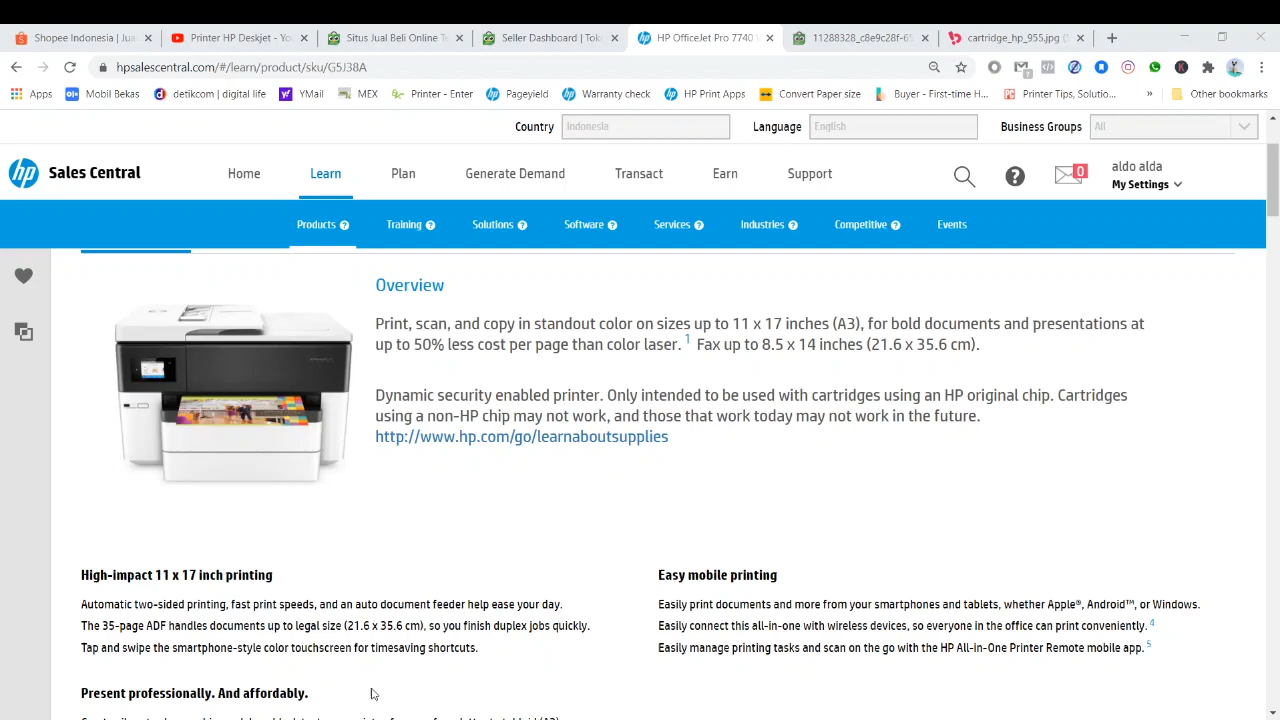 Shopee Indonesia | Jua
Printer HP Deskjet - Yo
Situs Jual Beli Online Te
Seller Dashboard | Tok
HP OfficeJet Pro 7740 W
11288328_c8e9c28f-65
cartridge_hp_955.jpg
hpsalescentral.com/#/learn/product/sku/G5J38A
Apps
Mobil Bekas
detikcom | digital life
YMail
MEX
Printer - Enter
Pageyield
Warranty check
HP Print Apps
Convert Paper size
Buyer - First-time H...
Printer Tips, Solutio...
»
Other bookmarks
Country Indonesia Language English Business Groups All
hp Sales Central
Home Learn Plan Generate Demand Transact Earn Support
0
aldo alda
My Settings
Products Training Solutions Software Services Industries Competitive Events
Overview
Print, scan, and copy in standout color on sizes up to 11 x 17 inches (A3), for bold documents and presentations at
up to 50% less cost per page than color laser. 1 Fax up to 8.5 x 14 inches (21.6 x 35.6 cm).
Dynamic security enabled printer. Only intended to be used with cartridges using an HP original chip. Cartridges
using a non-HP chip may not work, and those that work today may not work in the future.
http://www.hp.com/go/learnaboutsupplies
High-impact 11 x 17 inch printing
Automatic two-sided printing, fast print speeds, and an auto document feeder help ease your day.
The 35-page ADF handles documents up to legal size (21.6 x 35.6 cm), so you finish duplex jobs quickly.
Tap and swipe the smartphone-style color touchscreen for timesaving shortcuts.
Easy mobile printing
Easily print documents and more from your smartphones and tablets, whether Apple®, Android™, or Windows.
Easily connect this all-in-one with wireless devices, so everyone in the office can print conveniently. 4
Easily manage printing tasks and scan on the go with the HP All-in-One Printer Remote mobile app. 5
Present professionally. And affordably.